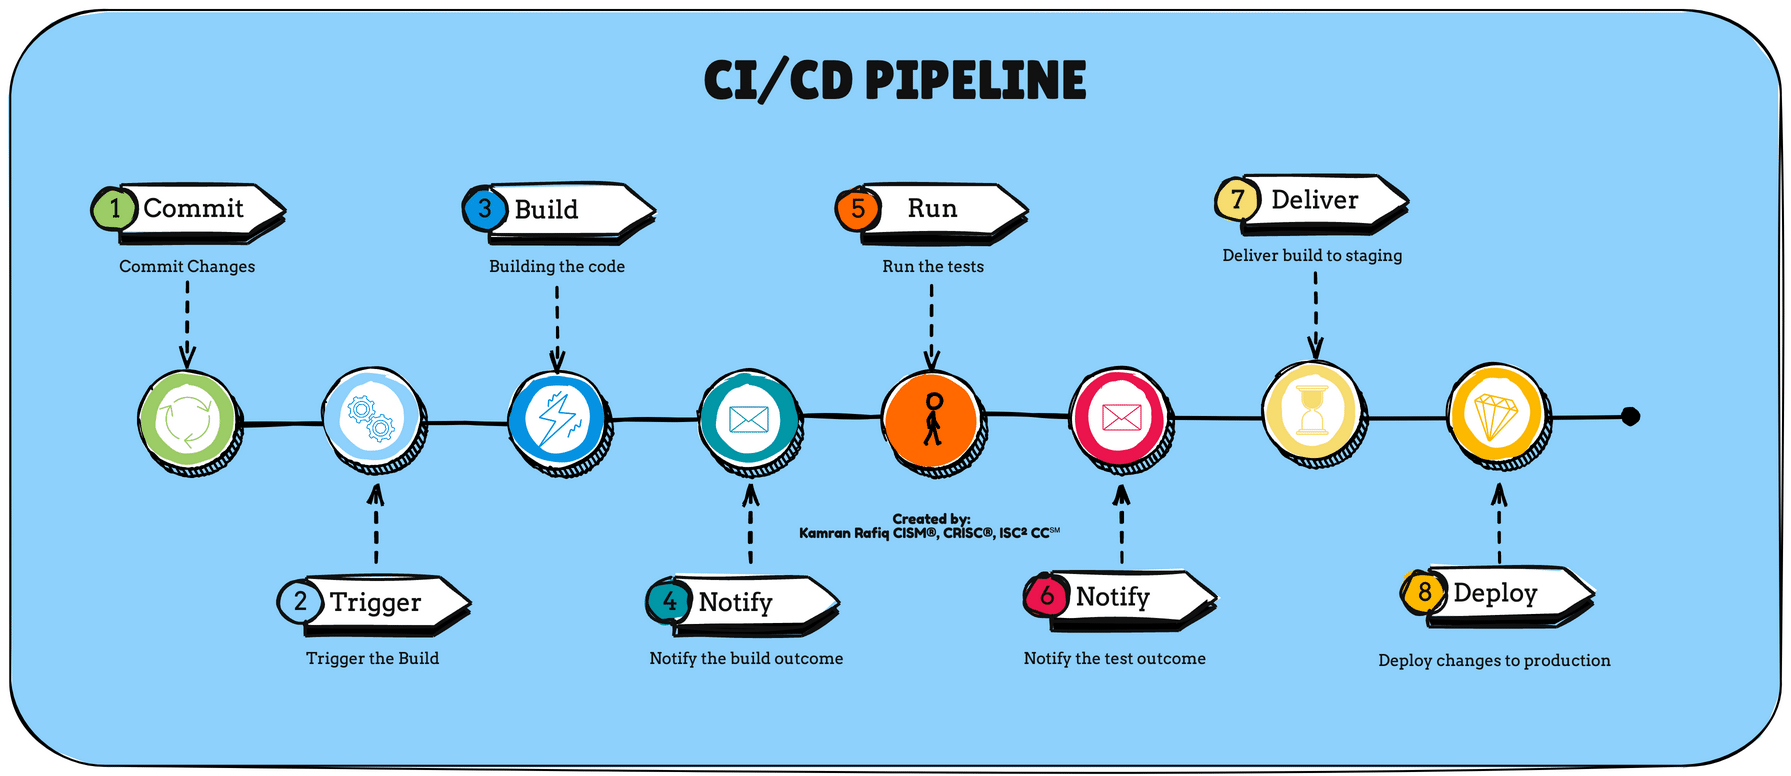 CI/CD PIPELINE
1 Commit
Commit Changes
2 Trigger
Trigger the Build
3 Build
Building the code
4 Notify
Notify the build outcome
5 Run
Run the tests
6 Notify
Notify the test outcome
7 Deliver
Deliver build to staging
8 Deploy
Deploy changes to production
Created by:
Kamran Rafiq CISM®, CRISC®, ISC² CC℠